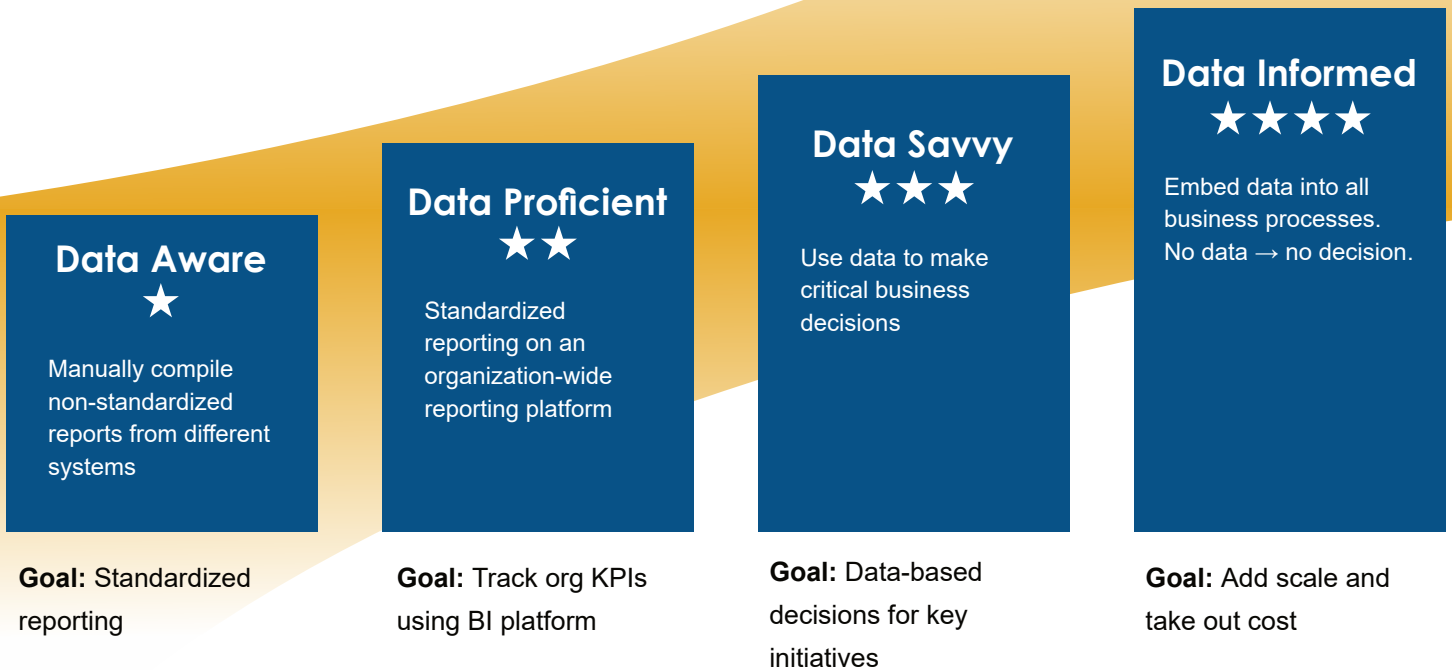 Data Aware
Manually compile
non-standardized
reports from different
systems
Goal: Standardized
reporting
Data Proficient
Standardized
reporting on an
organization-wide
reporting platform
Goal: Track org KPIs
using BI platform
Data Savvy
Use data to make
critical business
decisions
Goal: Data-based
decisions for key
initiatives
Data Informed
Embed data into all
business processes.
No data → no decision.
Goal: Add scale and
take out cost